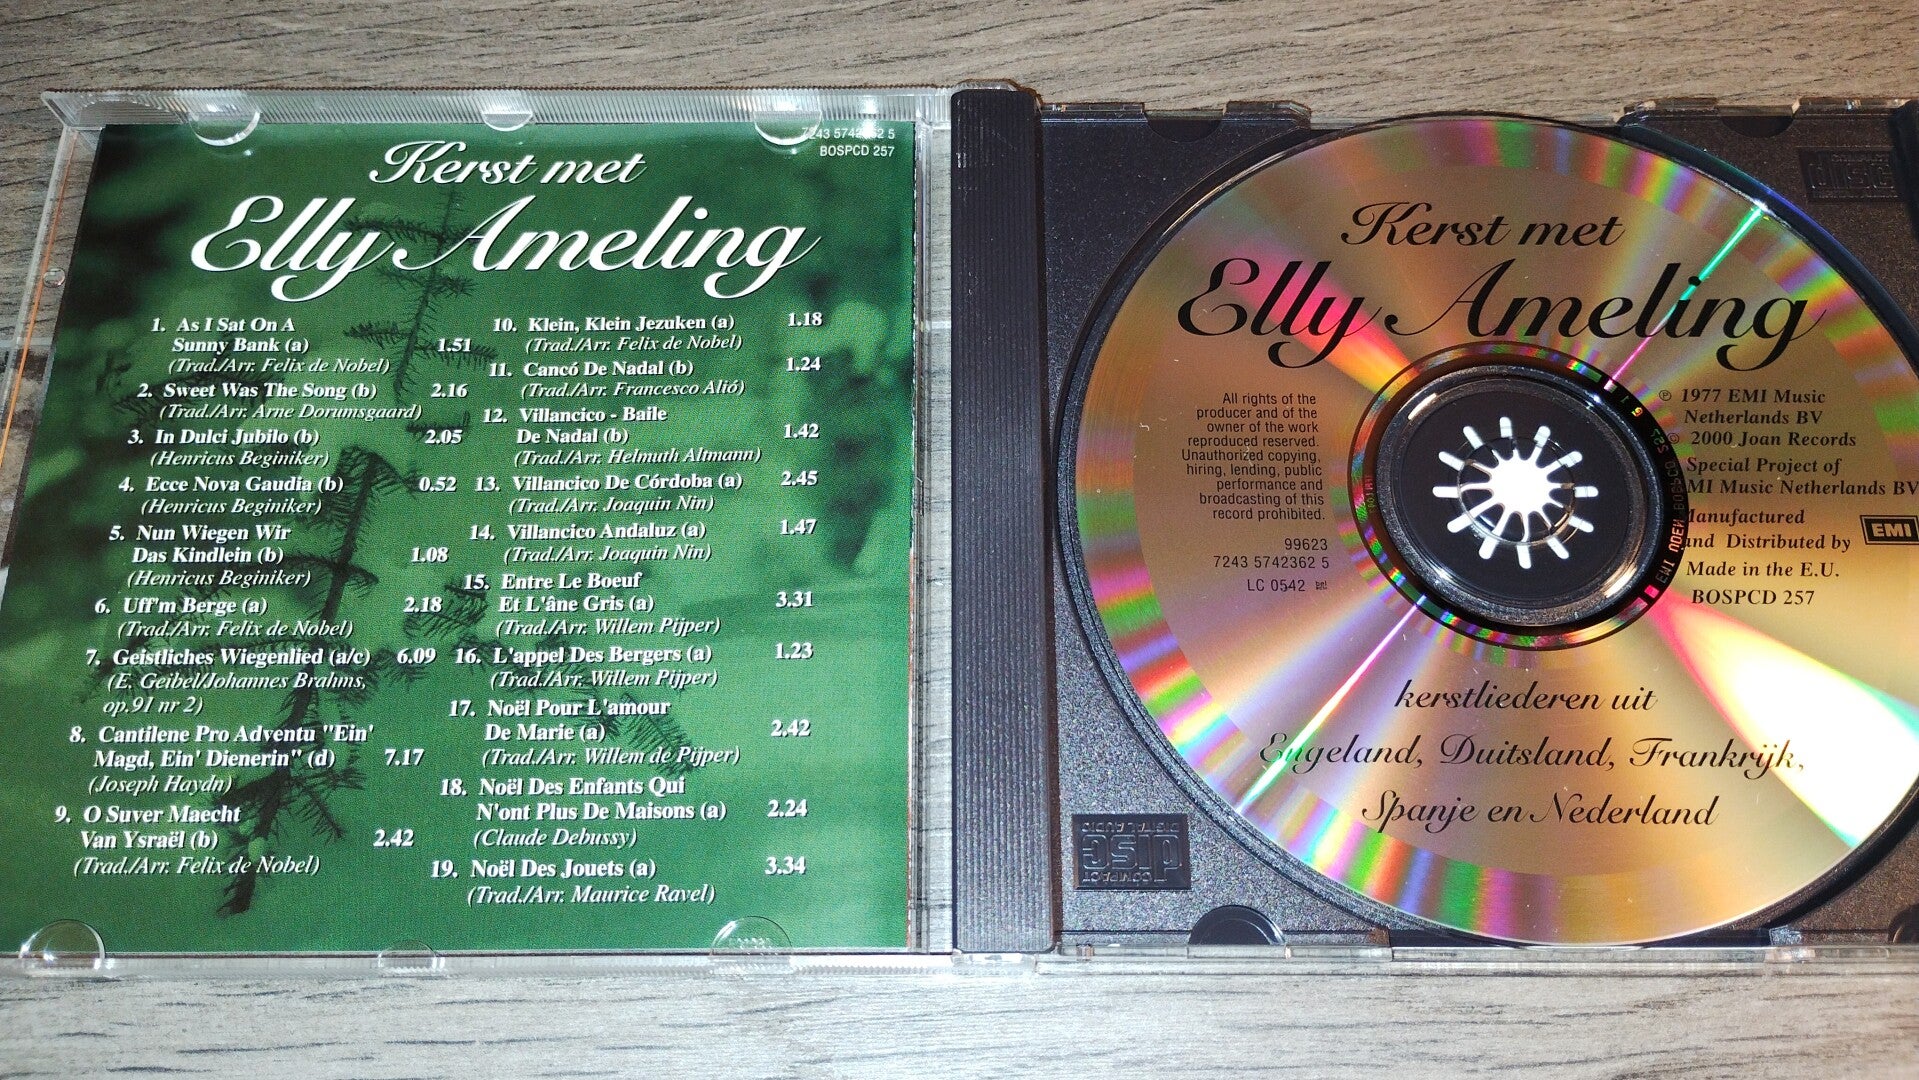 7243 5742362 5
BOSPCD 257
Kerst met
Elly Ameling
1. As I Sat On A
Sunny Bank (a) 1.51
(Trad./Arr. Felix de Nobel)
2. Sweet Was The Song (b) 2.16
(Trad./Arr. Arne Dorumsgaard)
3. In Dulci Jubilo (b) 2.05
(Henricus Beginiker)
4. Ecce Nova Gaudia (b) 0.52
(Henricus Beginiker)
5. Nun Wiegen Wir
Das Kindlein (b) 1.08
(Henricus Beginiker)
6. Uff'm Berge (a) 2.18
(Trad./Arr. Felix de Nobel)
7. Geistliches Wiegenlied (a/c) 6.09
(E. Geibel/Johannes Brahms,
op.91 nr 2)
8. Cantilene Pro Adventu "Ein'
Magd, Ein' Dienerin" (d) 7.17
(Joseph Haydn)
9. O Suver Maecht
Van Ysraël (b) 2.42
(Trad./Arr. Felix de Nobel)
10. Klein, Klein Jezuken (a) 1.18
(Trad./Arr. Felix de Nobel)
11. Cancó De Nadal (b) 1.24
(Trad./Arr. Francesco Alió)
12. Villancico - Baile
De Nadal (b) 1.42
(Trad./Arr. Helmuth Altmann)
13. Villancico De Córdoba (a) 2.45
(Trad./Arr. Joaquin Nin)
14. Villancico Andaluz (a) 1.47
(Trad./Arr. Joaquin Nin)
15. Entre Le Boeuf
Et L'âne Gris (a) 3.31
(Trad./Arr. Willem Pijper)
16. L'appel Des Bergers (a) 1.23
(Trad./Arr. Willem Pijper)
17. Noël Pour L'amour
De Marie (a) 2.42
(Trad./Arr. Willem de Pijper)
18. Noël Des Enfants Qui
N'ont Plus De Maisons (a) 2.24
(Claude Debussy)
19. Noël Des Jouets (a) 3.34
(Trad./Arr. Maurice Ravel)
Kerst met
Elly Ameling
All rights of the
producer and of the
owner of the work
reproduced reserved.
Unauthorized copying,
hiring, lending, public
performance and
broadcasting of this
record prohibited.
99623
7243 5742362 5
LC 0542
℗ 1977 EMI Music
Netherlands BV
© 2000 Joan Records
Special Project of
EMI Music Netherlands BV
Manufactured
and Distributed by
EMI
Made in the E.U.
BOSPCD 257
kerstliederen uit
Engeland, Duitsland, Frankrijk,
Spanje en Nederland
COMPACT
disc
DIGITAL AUDIO